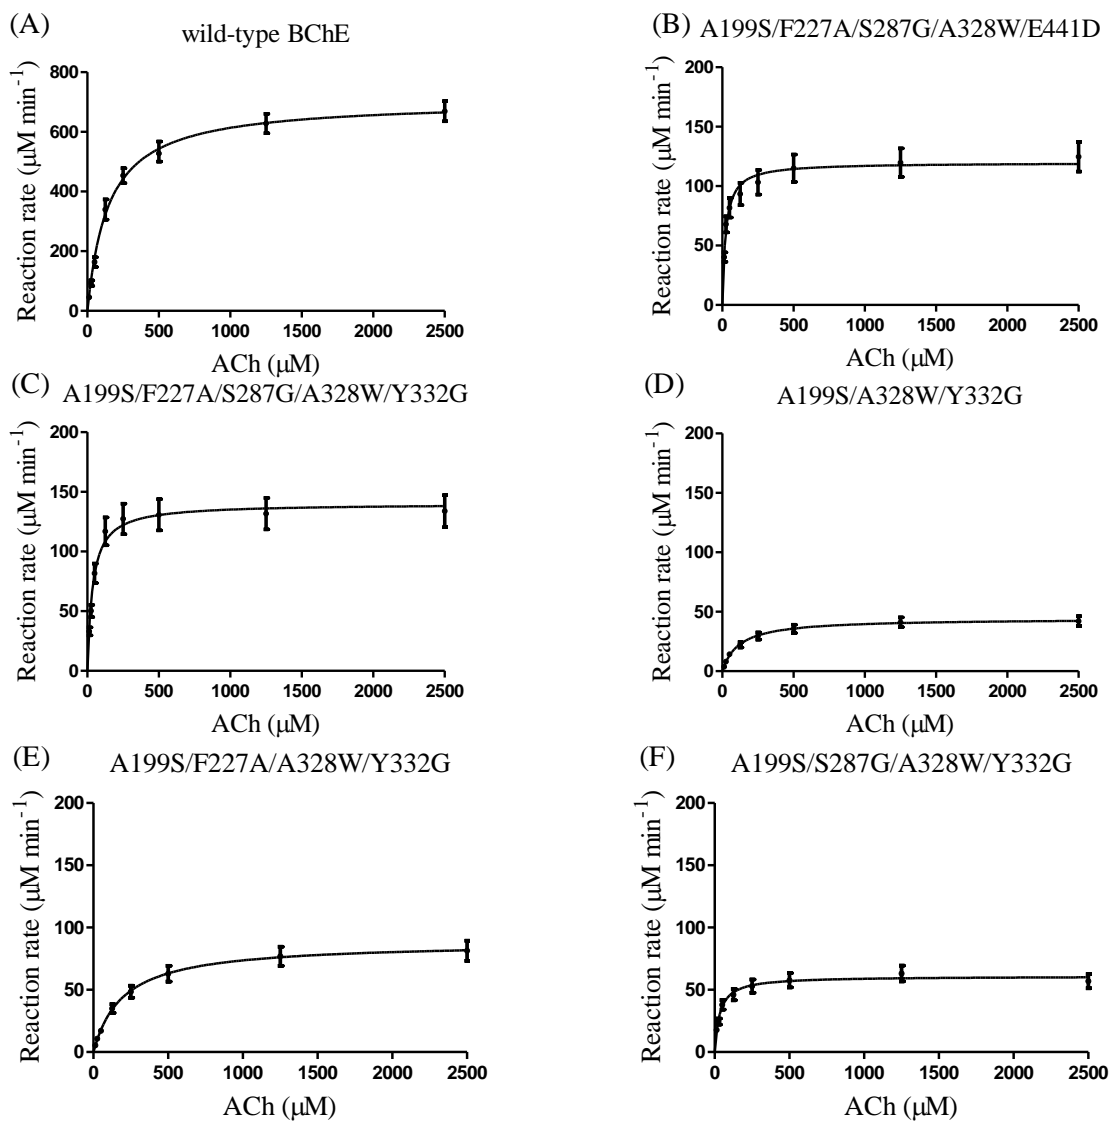 (A)
wild-type BChE
Reaction rate (μM min⁻¹)
800
600
400
200
0
0 500 1000 1500 2000 2500
ACh (μM)
(B)
A199S/F227A/S287G/A328W/E441D
Reaction rate (μM min⁻¹)
200
150
100
50
0
0 500 1000 1500 2000 2500
ACh (μM)
(C)
A199S/F227A/S287G/A328W/Y332G
Reaction rate (μM min⁻¹)
200
150
100
50
0
0 500 1000 1500 2000 2500
ACh (μM)
(D)
A199S/A328W/Y332G
Reaction rate (μM min⁻¹)
200
150
100
50
0
0 500 1000 1500 2000 2500
ACh (μM)
(E)
A199S/F227A/A328W/Y332G
Reaction rate (μM min⁻¹)
200
150
100
50
0
0 500 1000 1500 2000 2500
ACh (μM)
(F)
A199S/S287G/A328W/Y332G
Reaction rate (μM min⁻¹)
200
150
100
50
0
0 500 1000 1500 2000 2500
ACh (μM)